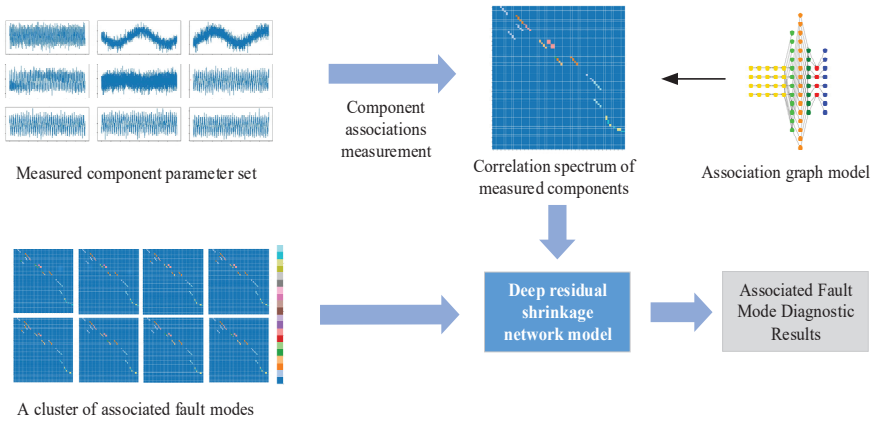 Component
associations
measurement
Measured component parameter set
Correlation spectrum of
measured components
Association graph model
Deep residual
shrinkage
network model
Associated Fault
Mode Diagnostic
Results
A cluster of associated fault modes